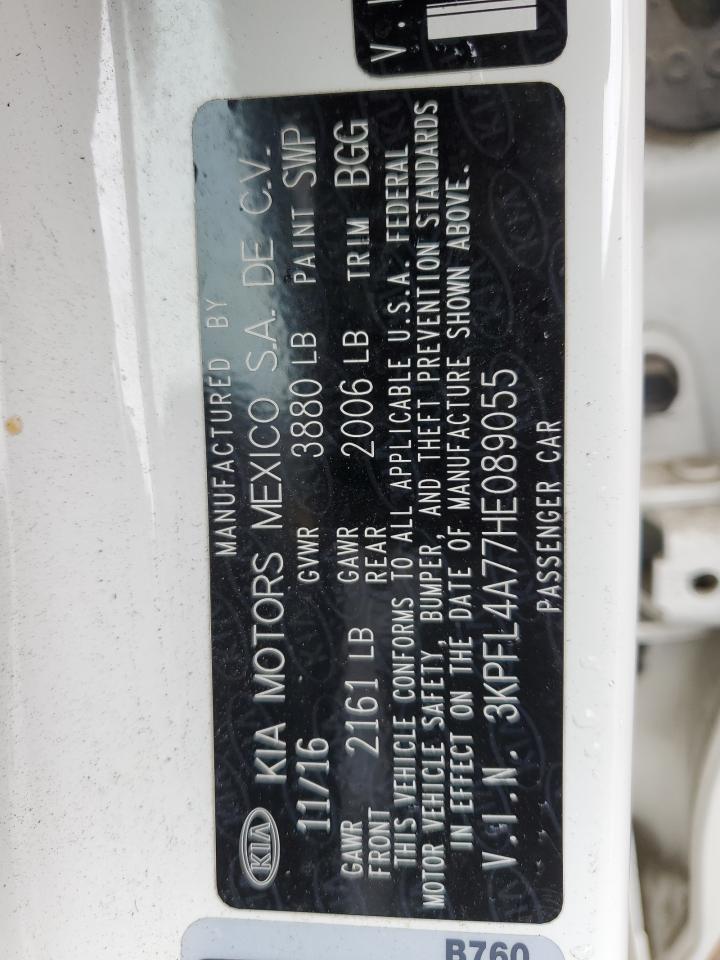 MANUFACTURED BY
KIA KIA MOTORS MEXICO S.A. DE C.V.
11/16 GVWR 3880 LB PAINT SWP
GAWR FRONT 2161 LB GAWR REAR 2006 LB TRIM BGG
THIS VEHICLE CONFORMS TO ALL APPLICABLE U.S.A. FEDERAL
MOTOR VEHICLE SAFETY, BUMPER, AND THEFT PREVENTION STANDARDS
IN EFFECT ON THE DATE OF MANUFACTURE SHOWN ABOVE.
V.I.N. 3KPFL4A77HE089055
PASSENGER CAR
B760